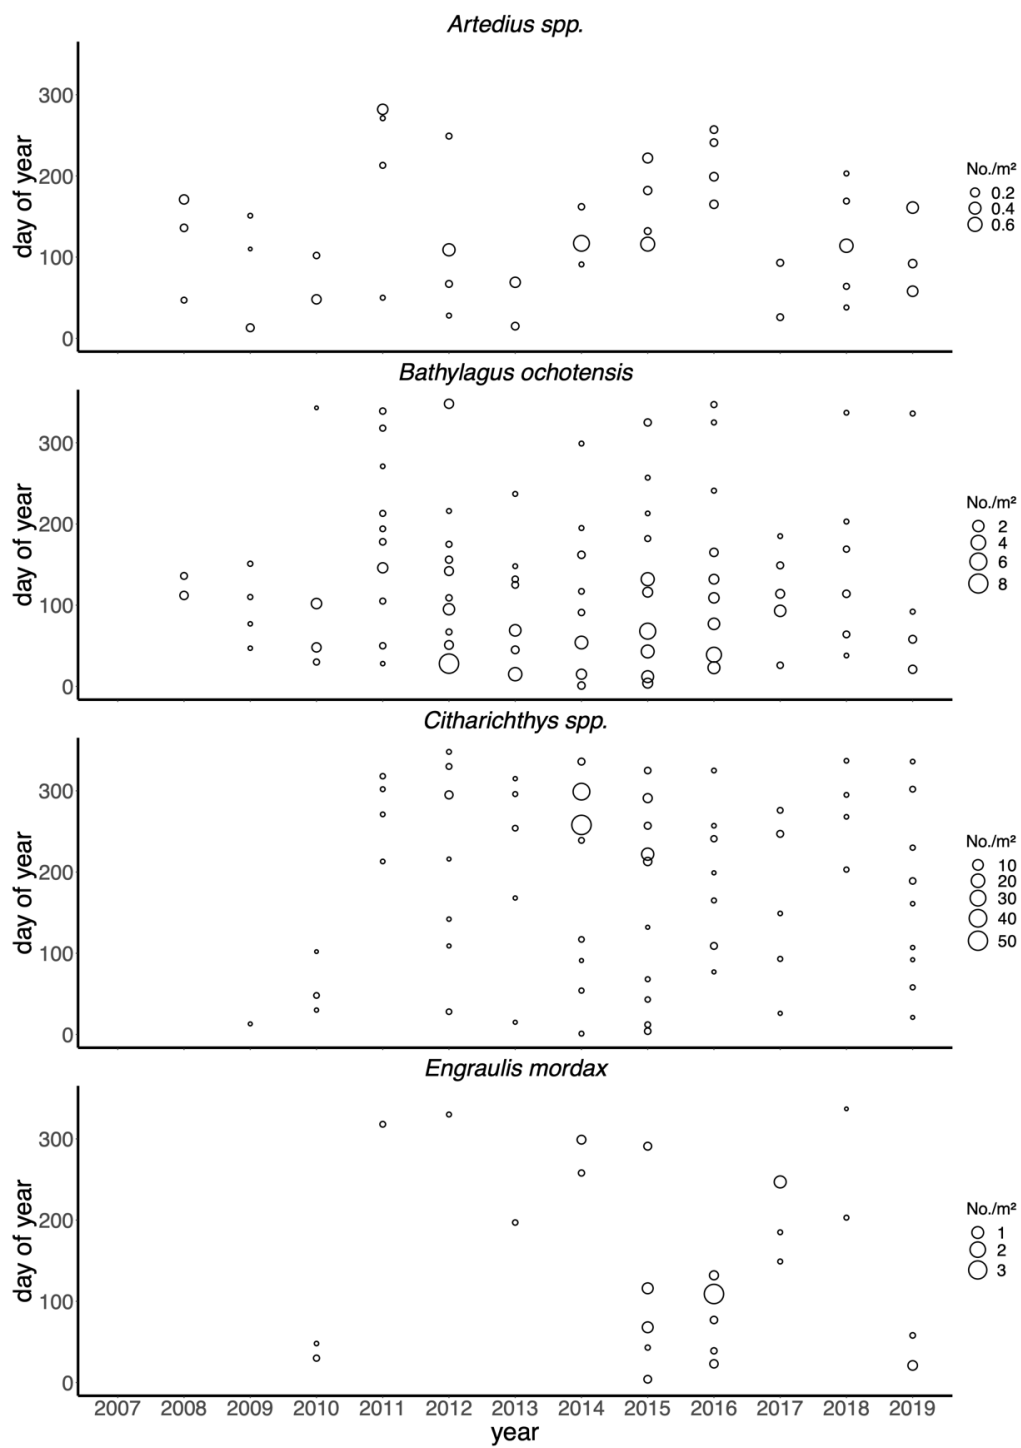 Artedius spp.
300
200
100
0
day of year
No./m²
0.2
0.4
0.6
Bathylagus ochotensis
300
200
100
0
day of year
No./m²
2
4
6
8
Citharichthys spp.
300
200
100
0
day of year
No./m²
10
20
30
40
50
Engraulis mordax
300
200
100
0
day of year
No./m²
1
2
3
2007 2008 2009 2010 2011 2012 2013 2014 2015 2016 2017 2018 2019
year